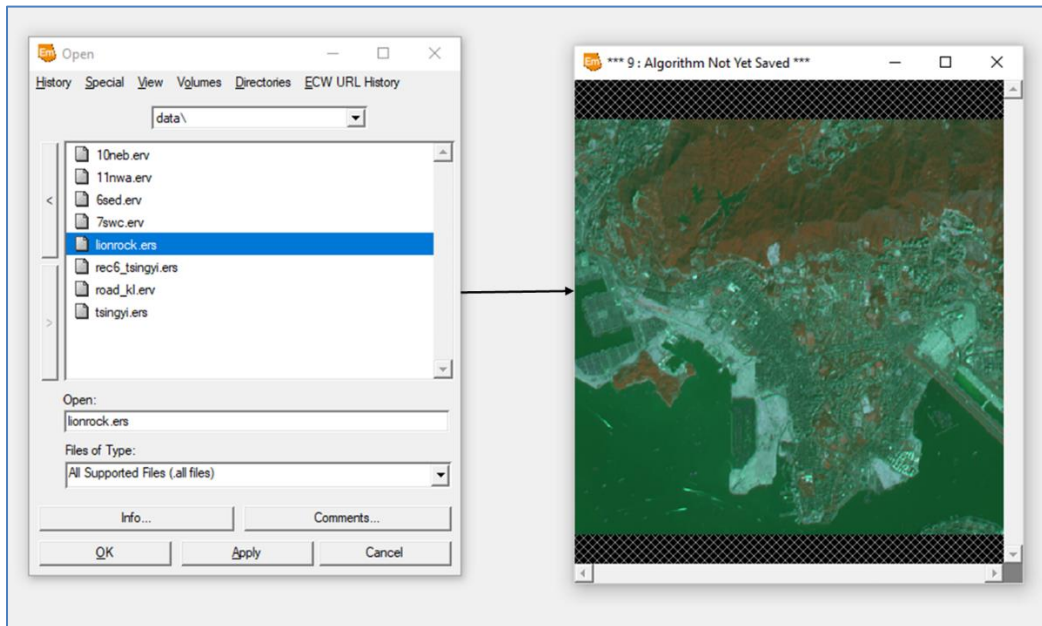 Em Open
History Special View Volumes Directories ECW URL History
data\
10neb.erv
11nwa.erv
6sed.erv
7swc.erv
<
lionrock.ers
rec6_tsingyi.ers
road_kl.erv
tsingyi.ers
>
Open:
lionrock.ers
Files of Type:
All Supported Files (.all files)
Info... Comments...
OK Apply Cancel
Em *** 9 : Algorithm Not Yet Saved ***